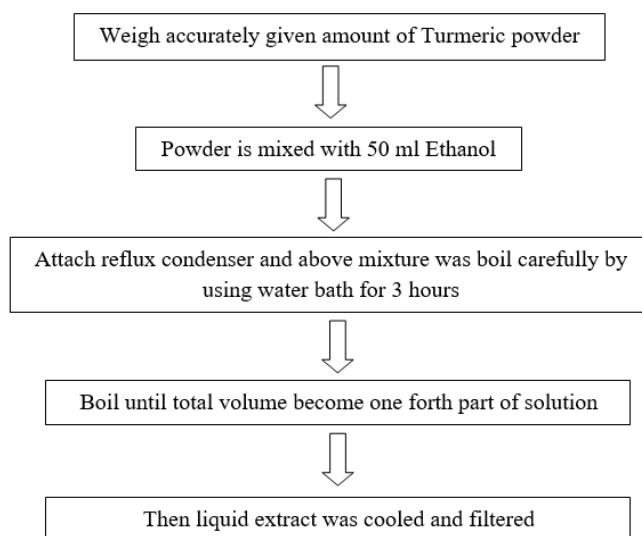 Weigh accurately given amount of Turmeric powder
Powder is mixed with 50 ml Ethanol
Attach reflux condenser and above mixture was boil carefully by
using water bath for 3 hours
Boil until total volume become one forth part of solution
Then liquid extract was cooled and filtered